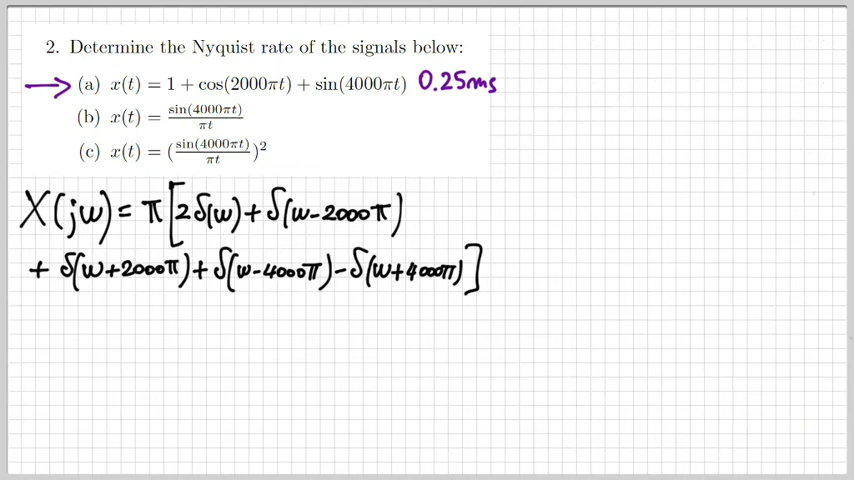 2. Determine the Nyquist rate of the signals below:
(a) x(t) = 1 + cos(2000πt) + sin(4000πt) 0.25ms
(b) x(t) = sin(4000πt)/πt
(c) x(t) = (sin(4000πt)/πt)²
X(jω) = π[2δ(ω) + δ(ω-2000π)
+ δ(ω+2000π) + δ(ω-4000π) - δ(ω+4000π)]